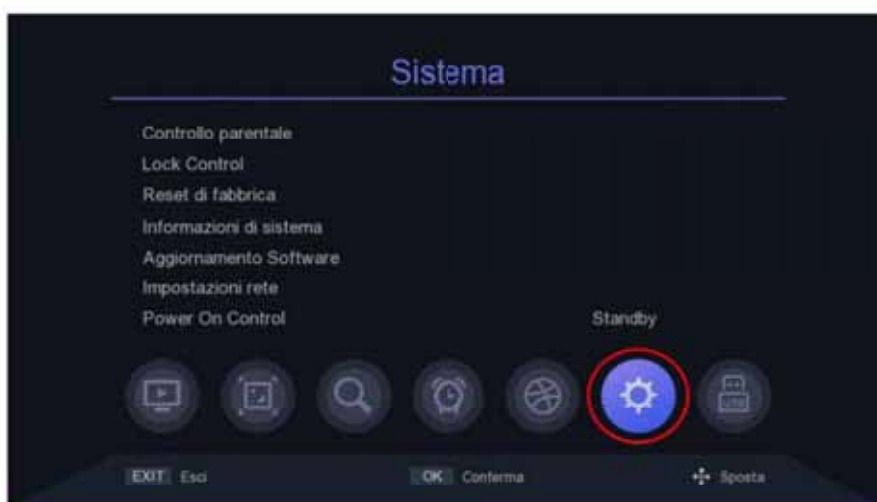 Sistema
Controllo parentale
Lock Control
Reset di fabbrica
Informazioni di sistema
Aggiornamento Software
Impostazioni rete
Power On Control Standby
USB
EXIT Esci OK Conferma Sposta